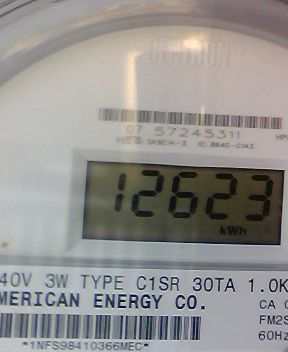 CENTRON
07 57245311
12623
kWh
40V 3W TYPE C1SR 30TA 1.0K
MERICAN ENERGY CO.
CA
FM2S
60Hz
*1NFS98410366MEC*